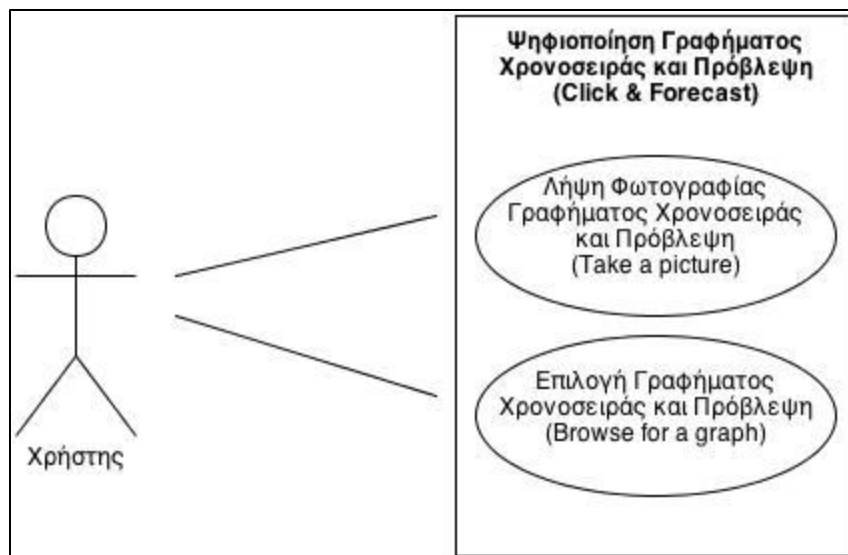 Ψηφιοποίηση Γραφήματος
Χρονοσειράς και Πρόβλεψη
(Click & Forecast)
Λήψη Φωτογραφίας
Γραφήματος Χρονοσειράς
και Πρόβλεψη
(Take a picture)
Επιλογή Γραφήματος
Χρονοσειράς και Πρόβλεψη
(Browse for a graph)
Χρήστης